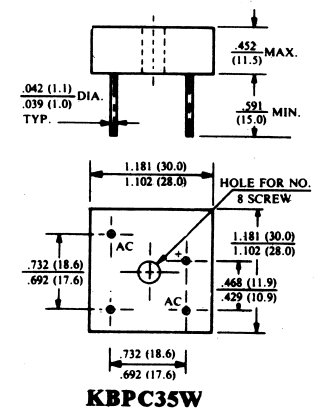 .452 MAX.
(11.5)
.042 (1.1) DIA.
.039 (1.0)
TYP.
.591 MIN.
(15.0)
1.181 (30.0)
1.102 (28.0)
HOLE FOR NO.
8 SCREW
AC
+
1.181 (30.0)
1.102 (28.0)
.732 (18.6)
.692 (17.6)
.468 (11.9)
.429 (10.9)
AC
.732 (18.6)
.692 (17.6)
KBPC35W